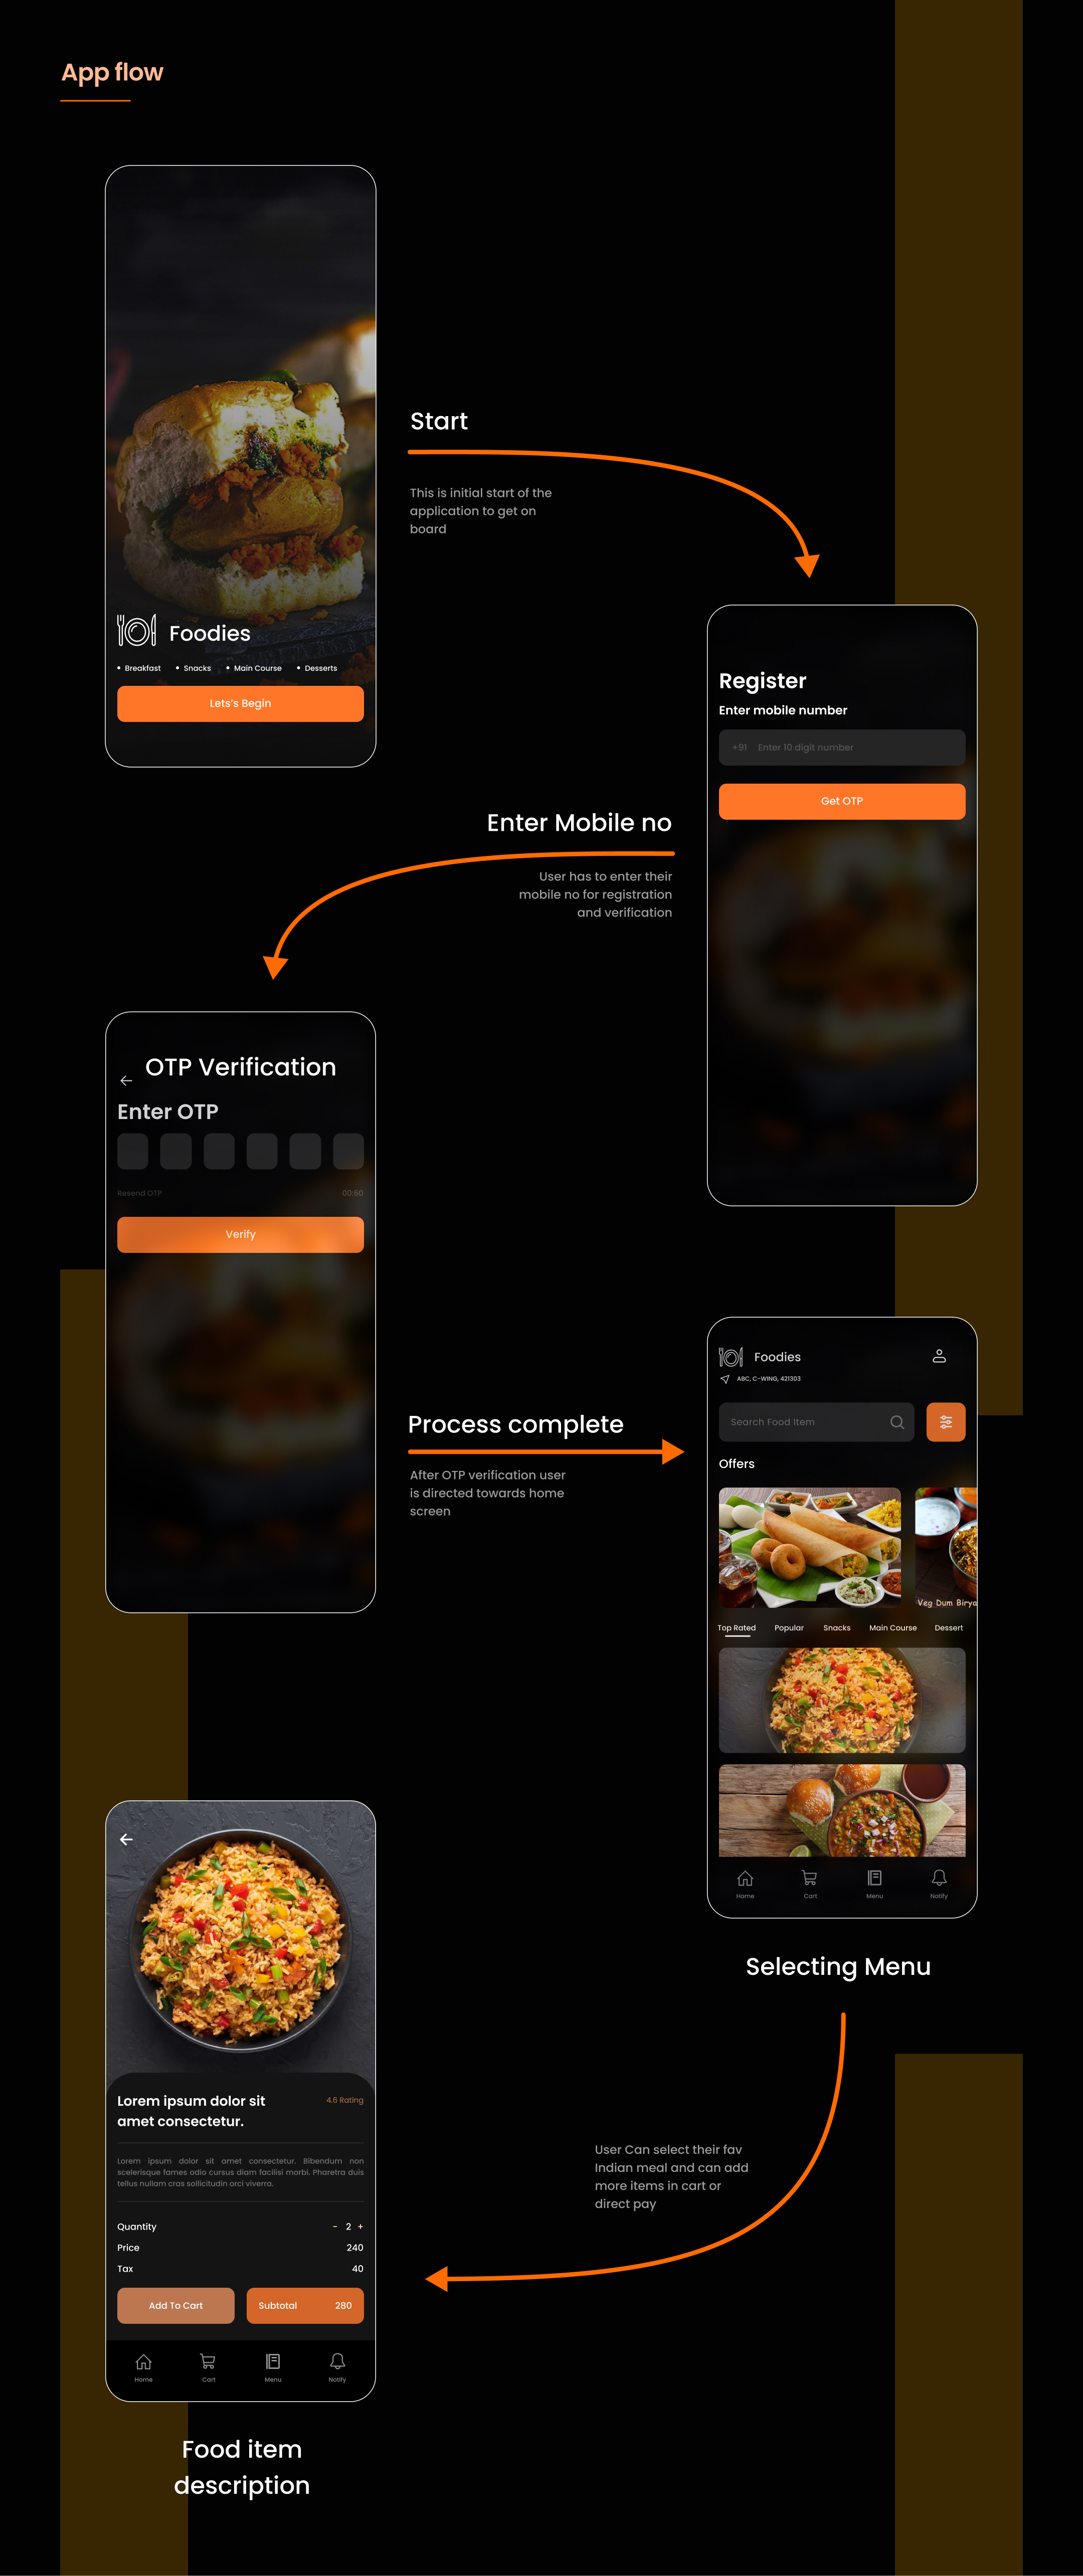 App flow
Foodies
Breakfast Snacks Main Course Desserts
Lets's Begin
Start
This is initial start of the
application to get on
board
Register
Enter mobile number
+91 Enter 10 digit number
Get OTP
Enter Mobile no
User has to enter their
mobile no for registration
and verification
OTP Verification
Enter OTP
Resend OTP 00:60
Verify
Process complete
After OTP verification user
is directed towards home
screen
Foodies
ABC, C-WING, 421303
Search Food Item
Offers
Veg Dum Birya
Top Rated Popular Snacks Main Course Dessert
Home Cart Menu Notify
Selecting Menu
User Can select their fav
Indian meal and can add
more items in cart or
direct pay
Lorem ipsum dolor sit
amet consectetur.
4.6 Rating
Lorem ipsum dolor sit amet consectetur. Bibendum non
scelerisque fames odio cursus diam facilisi morbi. Pharetra duis
tellus nullam cras sollicitudin orci viverra.
Quantity - 2 +
Price 240
Tax 40
Add To Cart Subtotal 280
Home Cart Menu Notify
Food item
description